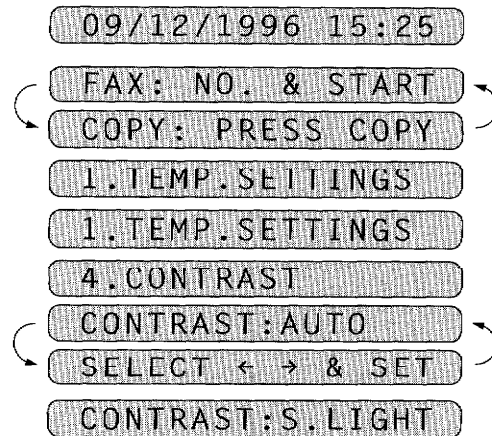 09/12/1996 15:25
FAX: NO. & START
COPY: PRESS COPY
1.TEMP.SETTINGS
1.TEMP.SETTINGS
4.CONTRAST
CONTRAST:AUTO
SELECT ← → & SET
CONTRAST:S.LIGHT